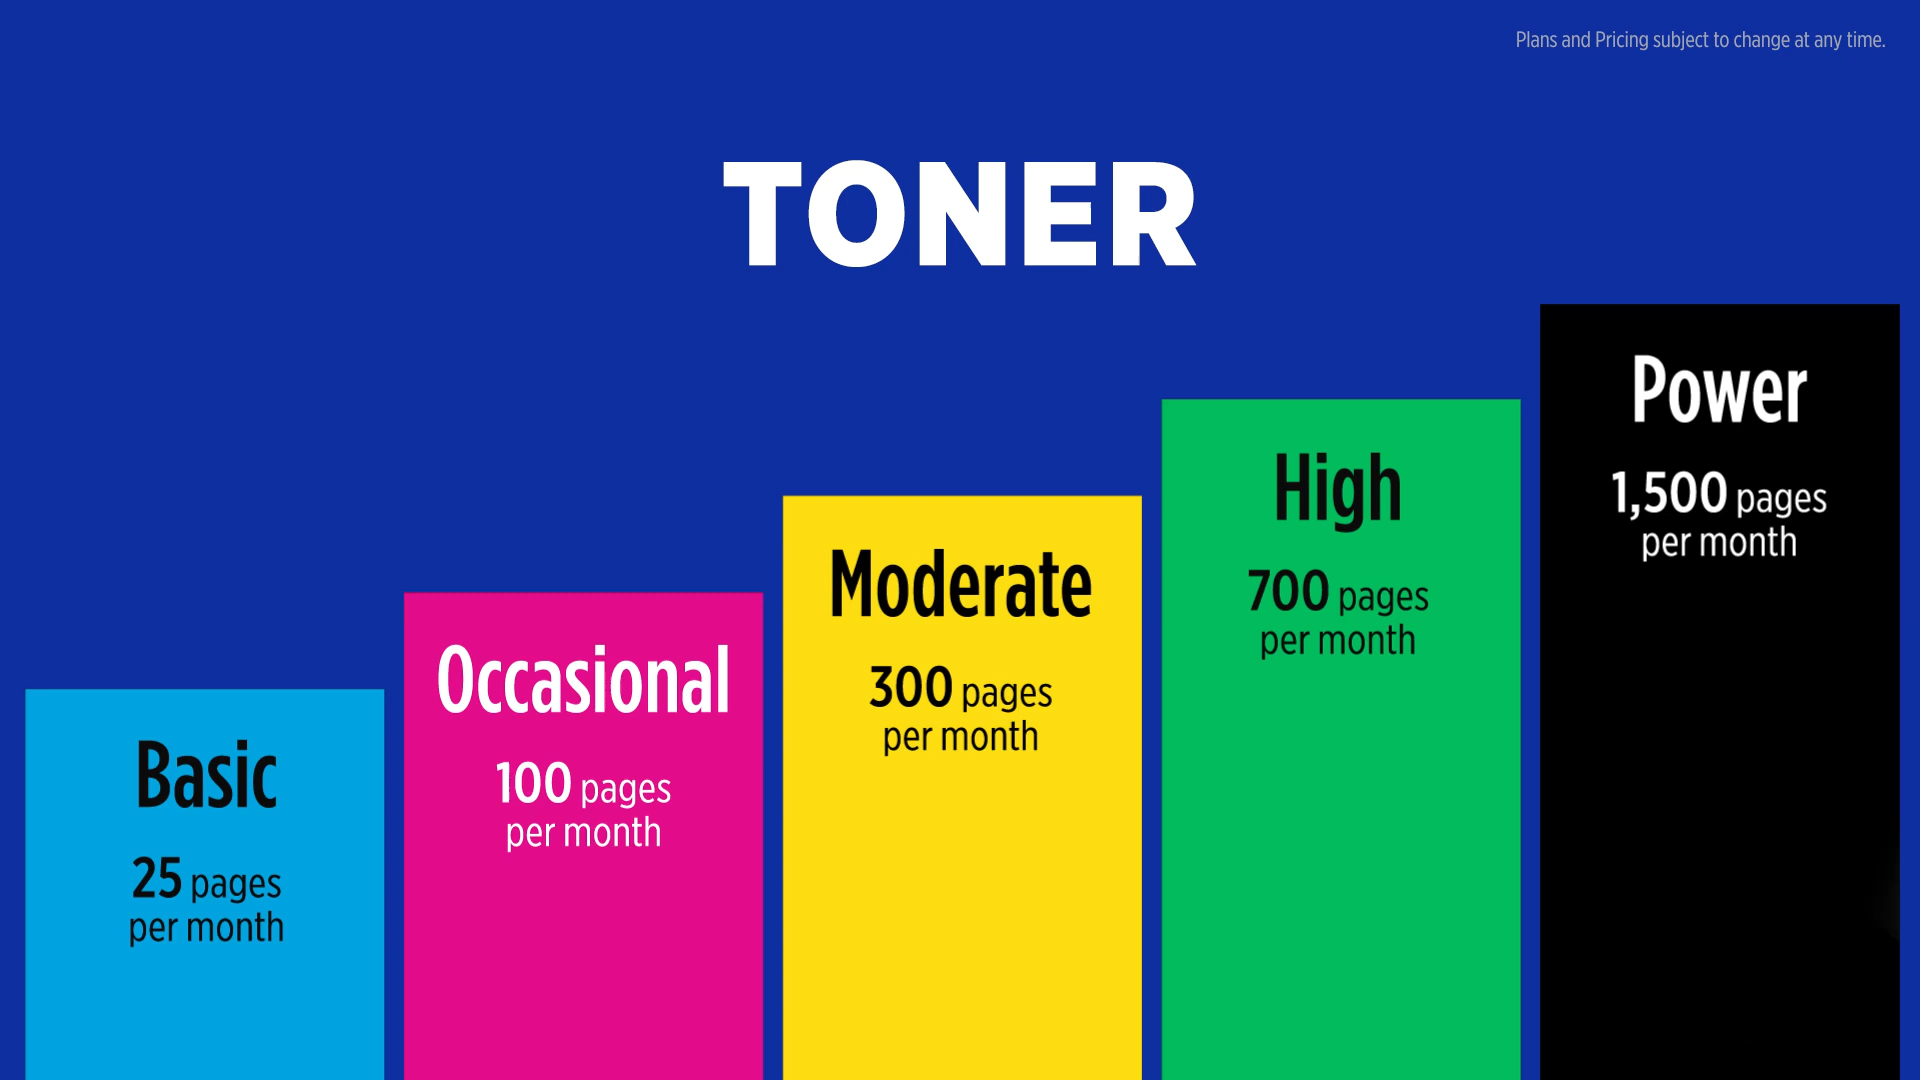 Plans and Pricing subject to change at any time.
TONER
Basic
25 pages
per month
Occasional
100 pages
per month
Moderate
300 pages
per month
High
700 pages
per month
Power
1,500 pages
per month